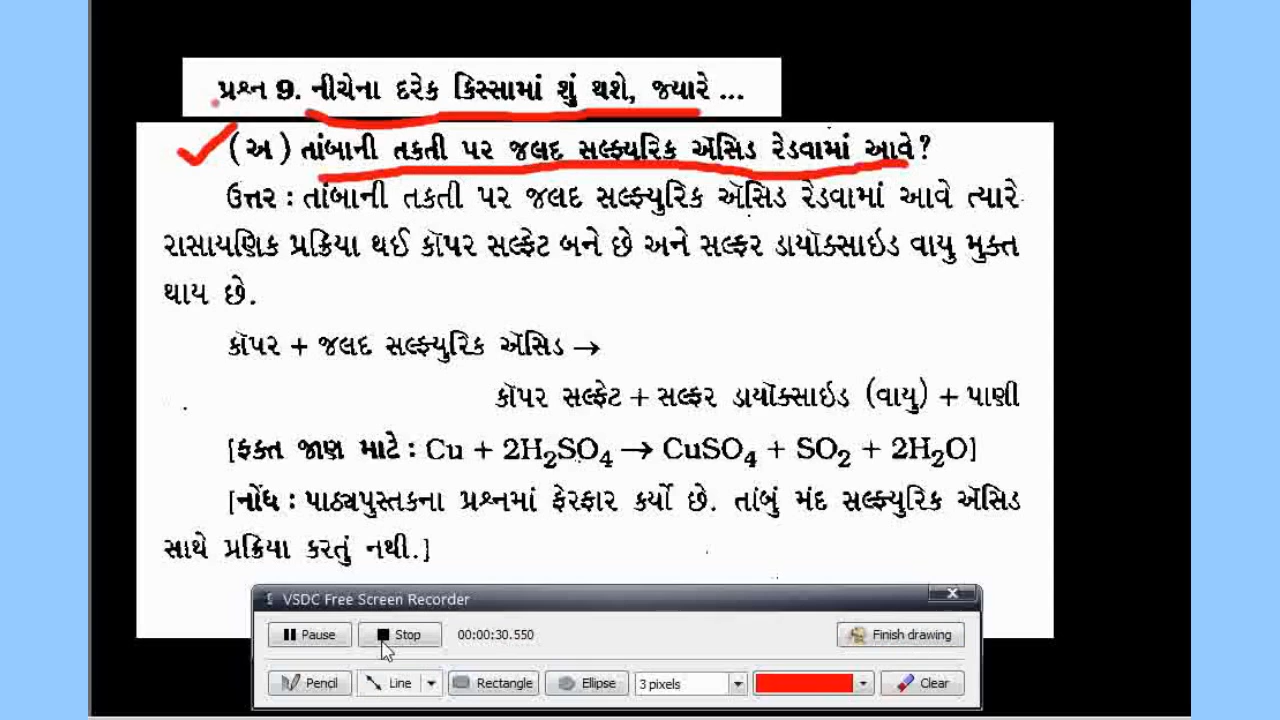 પ્રશ્ન 9. નીચેના દરેક કિસ્સામાં શું થશે, જ્યારે ...
(અ) તાંબાની તકતી પર જલદ સલ્ફ્યુરિક ઍસિડ રેડવામાં આવે?
ઉત્તર : તાંબાની તકતી પર જલદ સલ્ફ્યુરિક ઍસિડ રેડવામાં આવે ત્યારે
રાસાયણિક પ્રક્રિયા થઈ કૉપર સલ્ફેટ બને છે અને સલ્ફર ડાયૉક્સાઇડ વાયુ મુક્ત
થાય છે.
કૉપર + જલદ સલ્ફ્યુરિક ઍસિડ →
કૉપર સલ્ફેટ + સલ્ફર ડાયૉક્સાઇડ (વાયુ) + પાણી
[ફક્ત જાણ માટે : Cu + 2H₂SO₄ → CuSO₄ + SO₂ + 2H₂O]
[નોંધ : પાઠ્યપુસ્તકના પ્રશ્નમાં ફેરફાર કર્યો છે. તાંબું મંદ સલ્ફ્યુરિક ઍસિડ
સાથે પ્રક્રિયા કરતું નથી.]
VSDC Free Screen Recorder
Pause Stop 00:00:30.550 Finish drawing
Pencil Line Rectangle Ellipse 3 pixels Clear